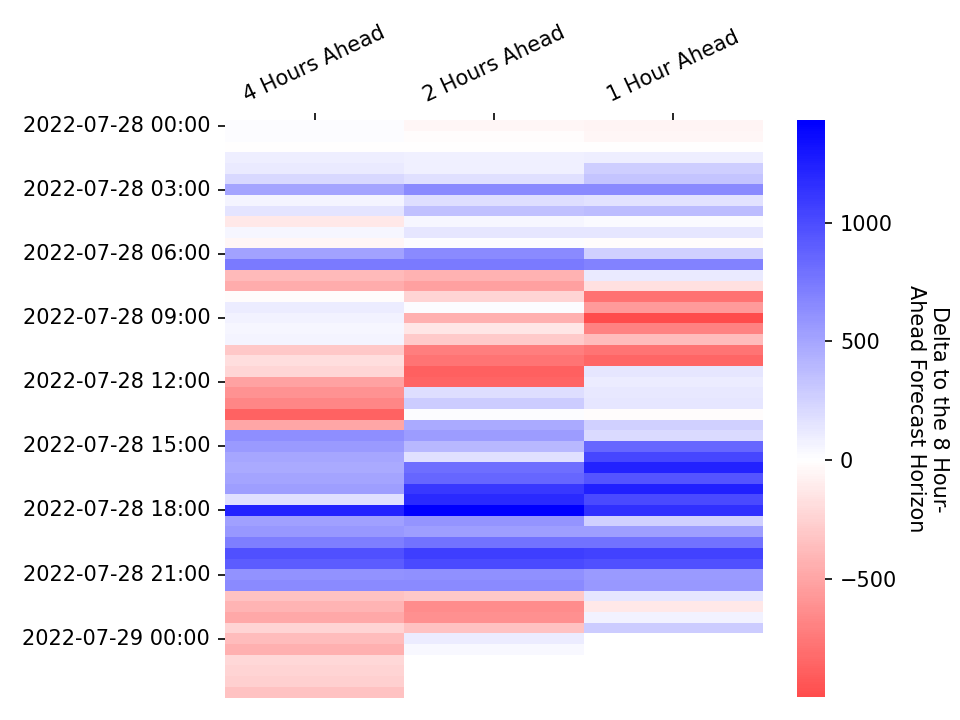 4 Hours Ahead
2 Hours Ahead
1 Hour Ahead
2022-07-28 00:00
2022-07-28 03:00
2022-07-28 06:00
2022-07-28 09:00
2022-07-28 12:00
2022-07-28 15:00
2022-07-28 18:00
2022-07-28 21:00
2022-07-29 00:00
1000
500
0
−500
Delta to the 8 Hour-
Ahead Forecast Horizon